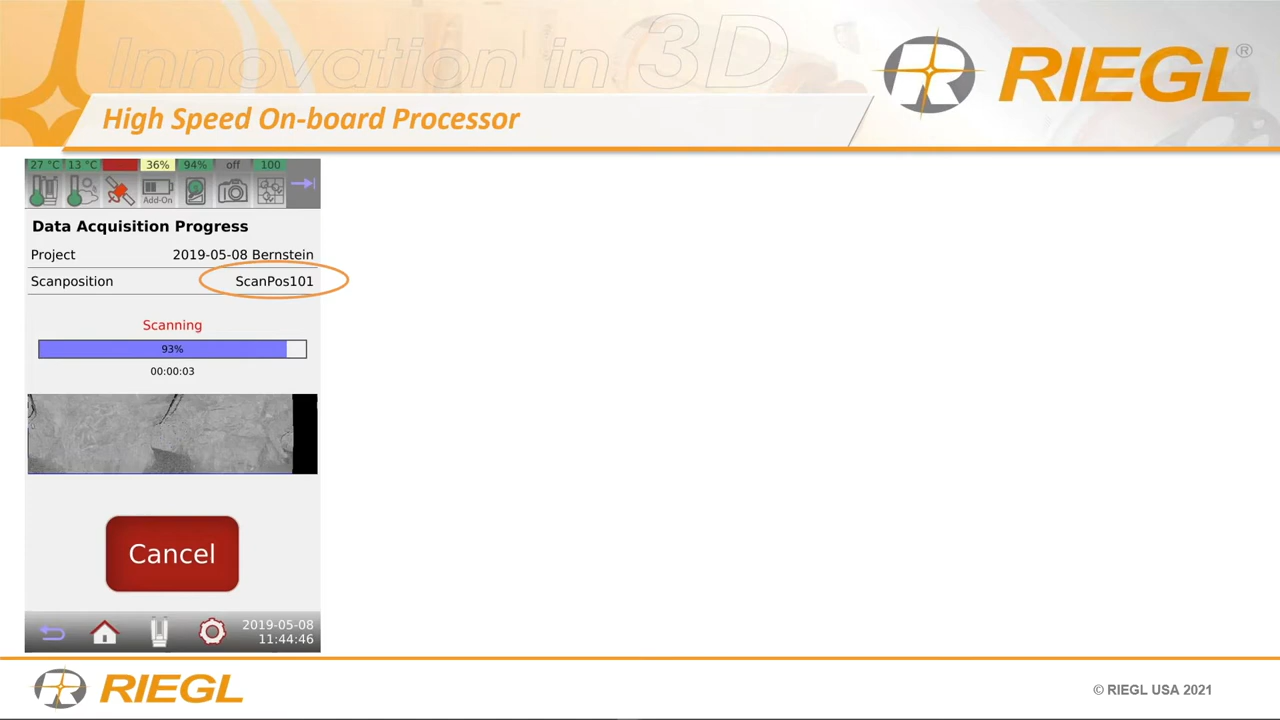 Innovation in 3D
RIEGL®
High Speed On-board Processor
27 °C 13 °C 36% 94% off 100
Add-On
Data Acquisition Progress
Project 2019-05-08 Bernstein
Scanposition ScanPos101
Scanning
93%
00:00:03
Cancel
2019-05-08
11:44:46
RIEGL
© RIEGL USA 2021